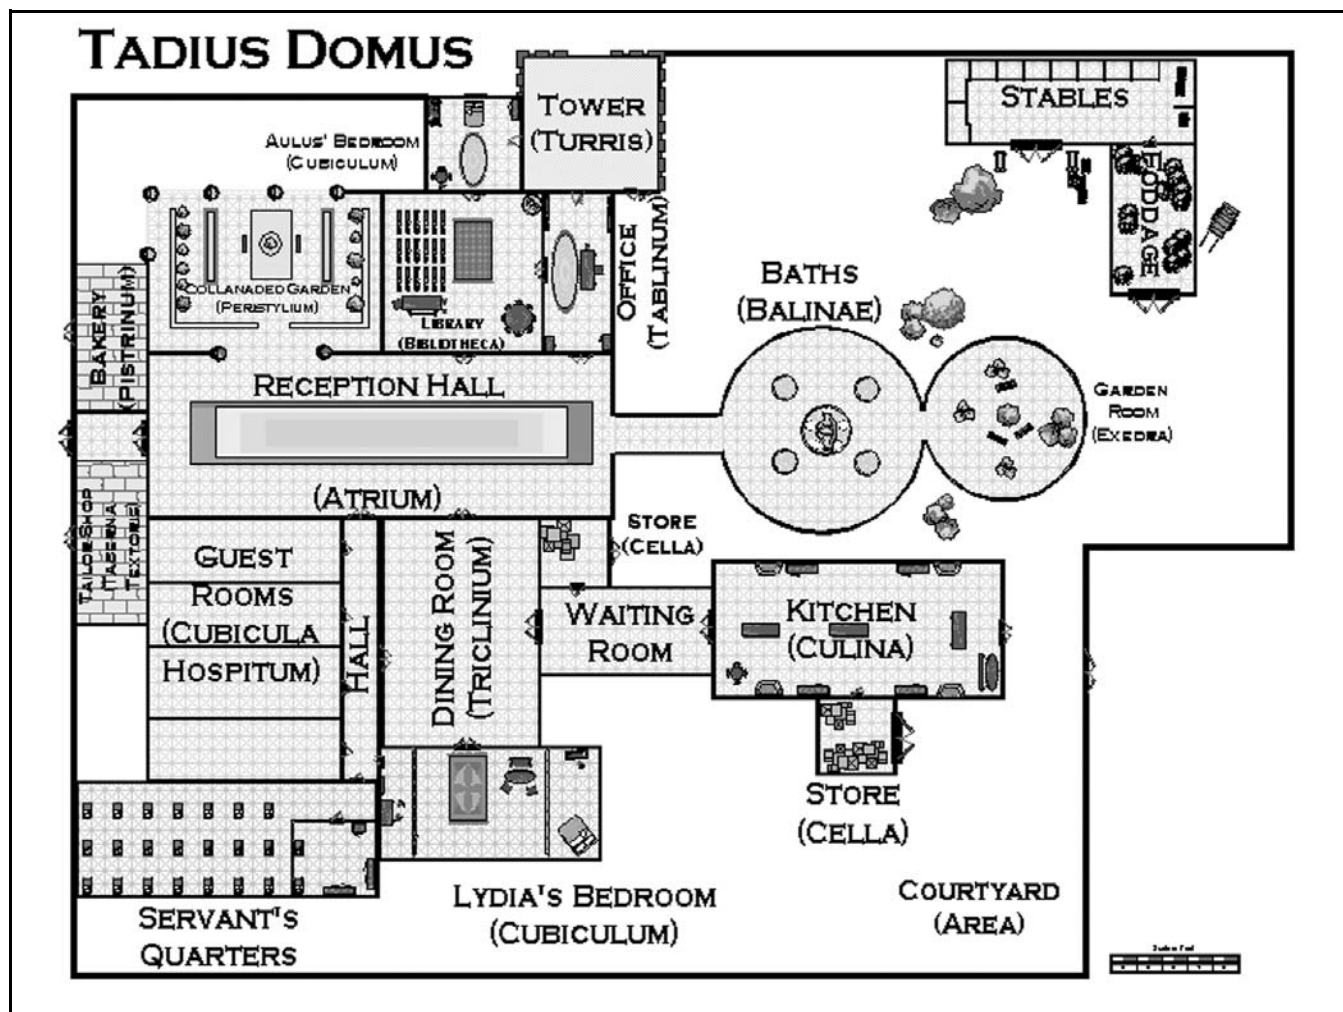 TADIUS DOMUS
TOWER
(TURRIS)
STABLES
AULUS' BEDROOM
(CUBICULUM)
FODDAGE
OFFICE
(TABLINUM)
BATHS
(BALINAE)
BAKERY
(PISTRINUM)
COLLANADED GARDEN
(PERISTYLIUM)
LIBRARY
(BIBLIOTHECA)
RECEPTION HALL
(ATRIUM)
GARDEN
ROOM
(EXEDRA)
TAILOR SHOP
(TABERNA
TEXTORIS)
GUEST
ROOMS
(CUBICULA
HOSPITUM)
HALL
DINING ROOM
(TRICLINIUM)
STORE
(CELLA)
WAITING
ROOM
KITCHEN
(CULINA)
STORE
(CELLA)
LYDIA'S BEDROOM
(CUBICULUM)
COURTYARD
(AREA)
SERVANT'S
QUARTERS